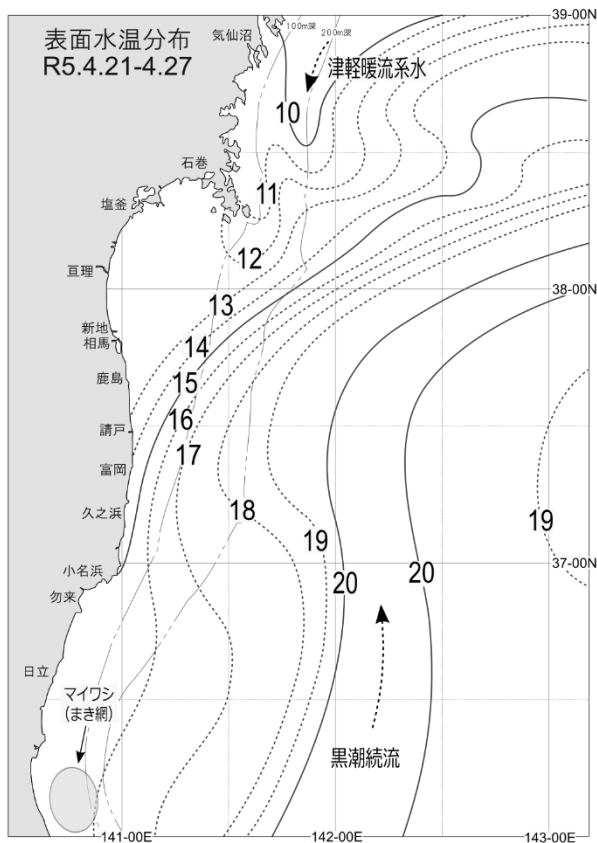 39-00N
表面水温分布
R5.4.21-4.27
気仙沼
100m深
200m深
津軽暖流系水
10
石巻
11
塩釜
12
亘理
38-00N
13
新地
相馬
14
鹿島
15
16
請戸
17
富岡
久之浜
18
19
19
小名浜
37-00N
20
20
勿来
日立
マイワシ
(まき網)
黒潮続流
141-00E
142-00E
143-00E